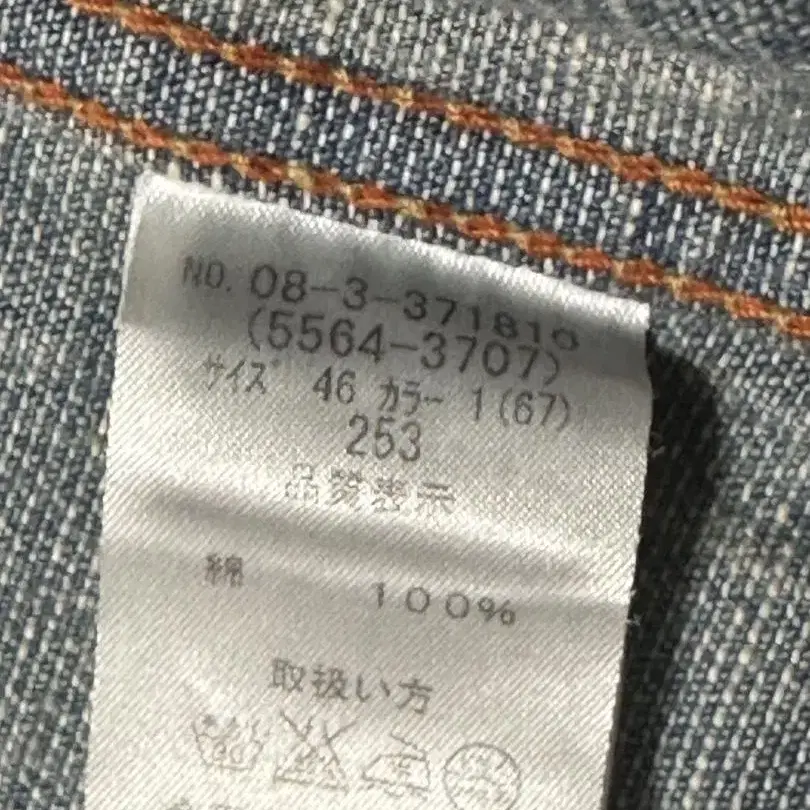 NO. 08-3-371810
(5564-3707)
サイズ 46 カラー 1(67)
253
品質表示
綿 100%
取扱い方